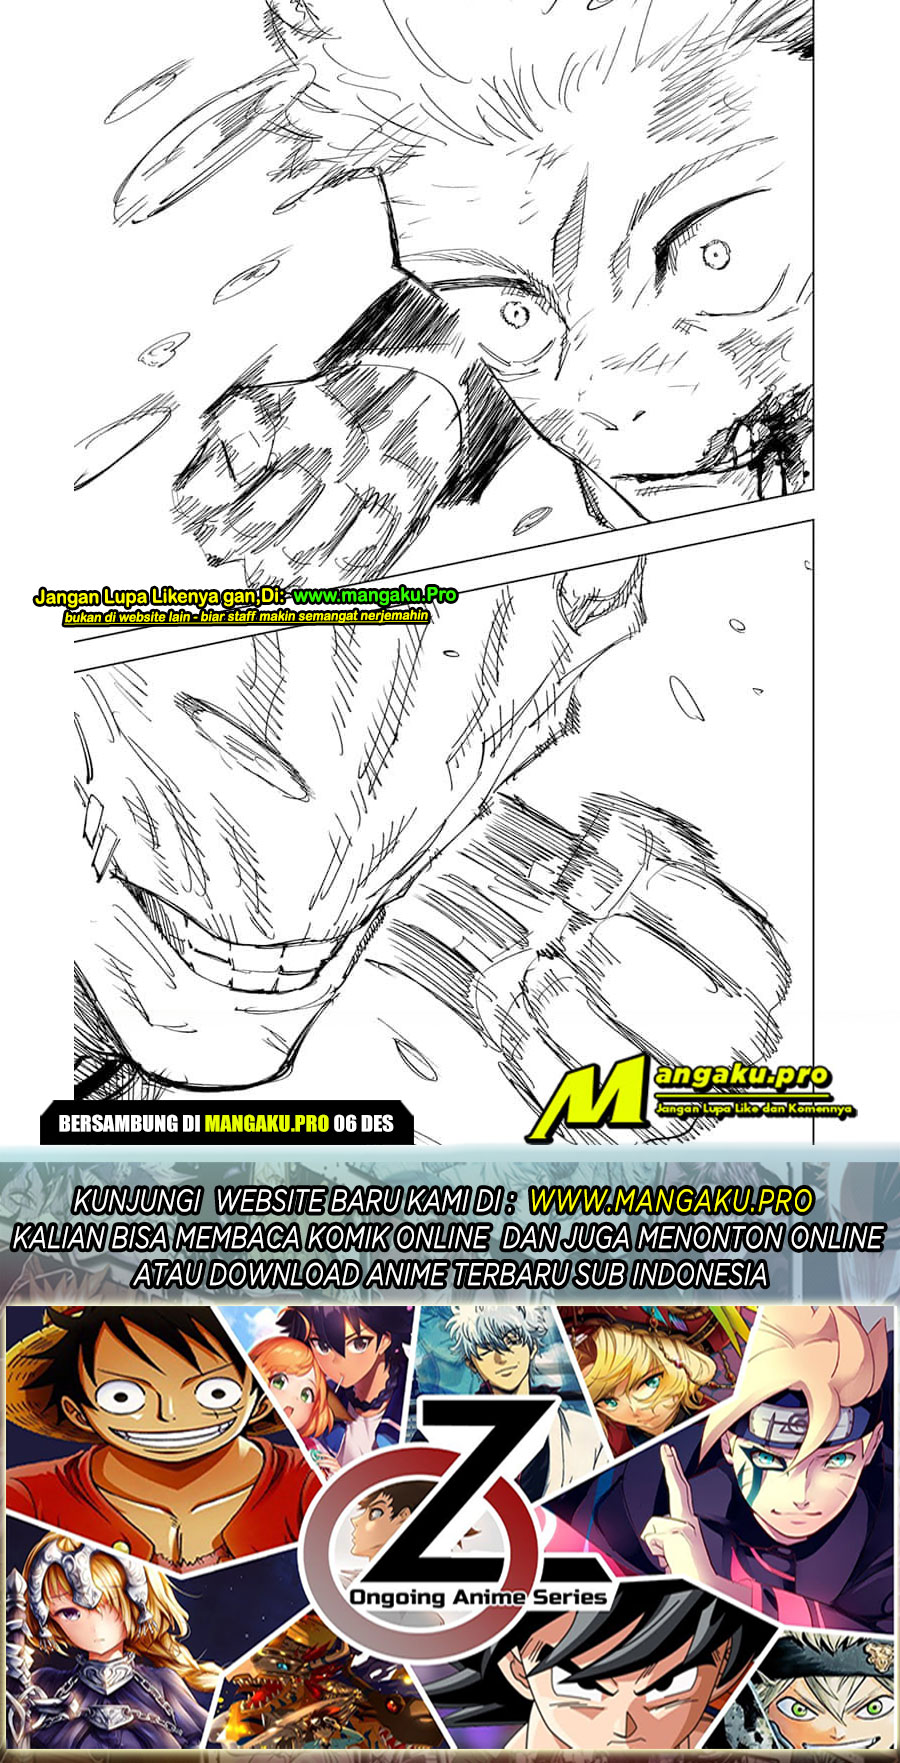 Jangan Lupa Likenya gan,Di: www.mangaku.Pro
bukan di website lain - biar staff makin semangat nerjemahin
Mangaku.pro
Jangan Lupa Like dan Komennya
BERSAMBUNG DI MANGAKU.PRO 06 DES
KUNJUNGI WEBSITE BARU KAMI DI : WWW.MANGAKU.PRO
KALIAN BISA MEMBACA KOMIK ONLINE DAN JUGA MENONTON ONLINE
ATAU DOWNLOAD ANIME TERBARU SUB INDONESIA
Z
Ongoing Anime Series